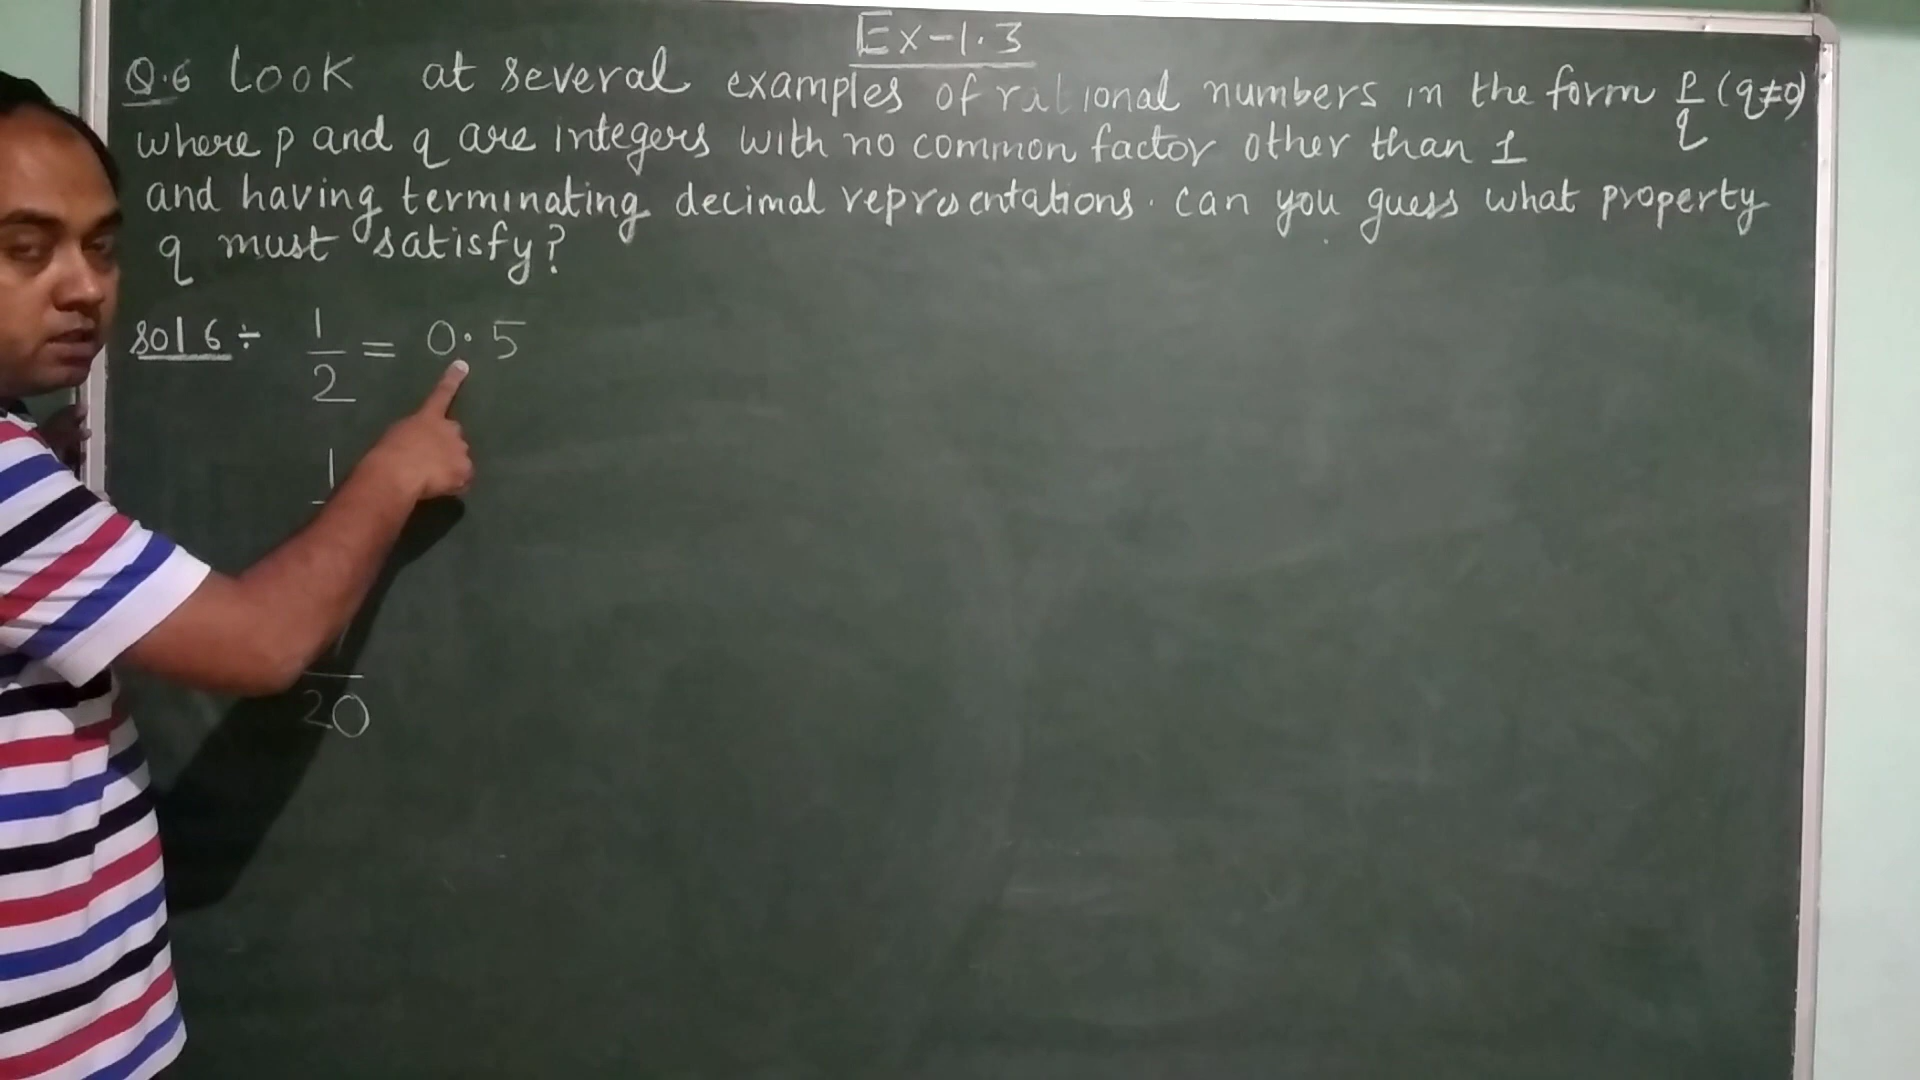 Ex-1.3
Q.6 Look at several examples of rational numbers in the form p/q (q≠0)
where p and q are integers with no common factor other than 1
and having terminating decimal representations. can you guess what property
q must satisfy?
sol 6 ÷ 1/2 = 0.5
1
20